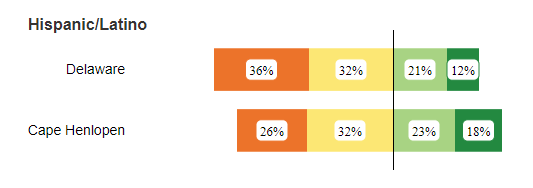 Hispanic/Latino
Delaware 36% 32% 21% 12%
Cape Henlopen 26% 32% 23% 18%